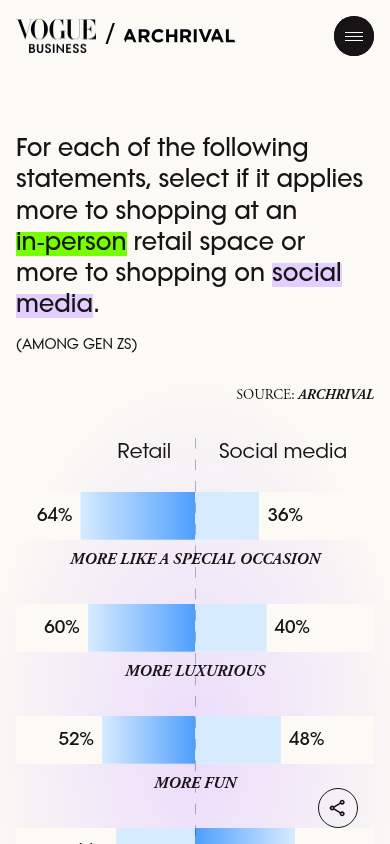 VOGUE
BUSINESS
/ ARCHRIVAL
For each of the following
statements, select if it applies
more to shopping at an
in-person retail space or
more to shopping on social
media.
(AMONG GEN ZS)
SOURCE: ARCHRIVAL
Retail Social media
64% 36%
MORE LIKE A SPECIAL OCCASION
60% 40%
MORE LUXURIOUS
52% 48%
MORE FUN